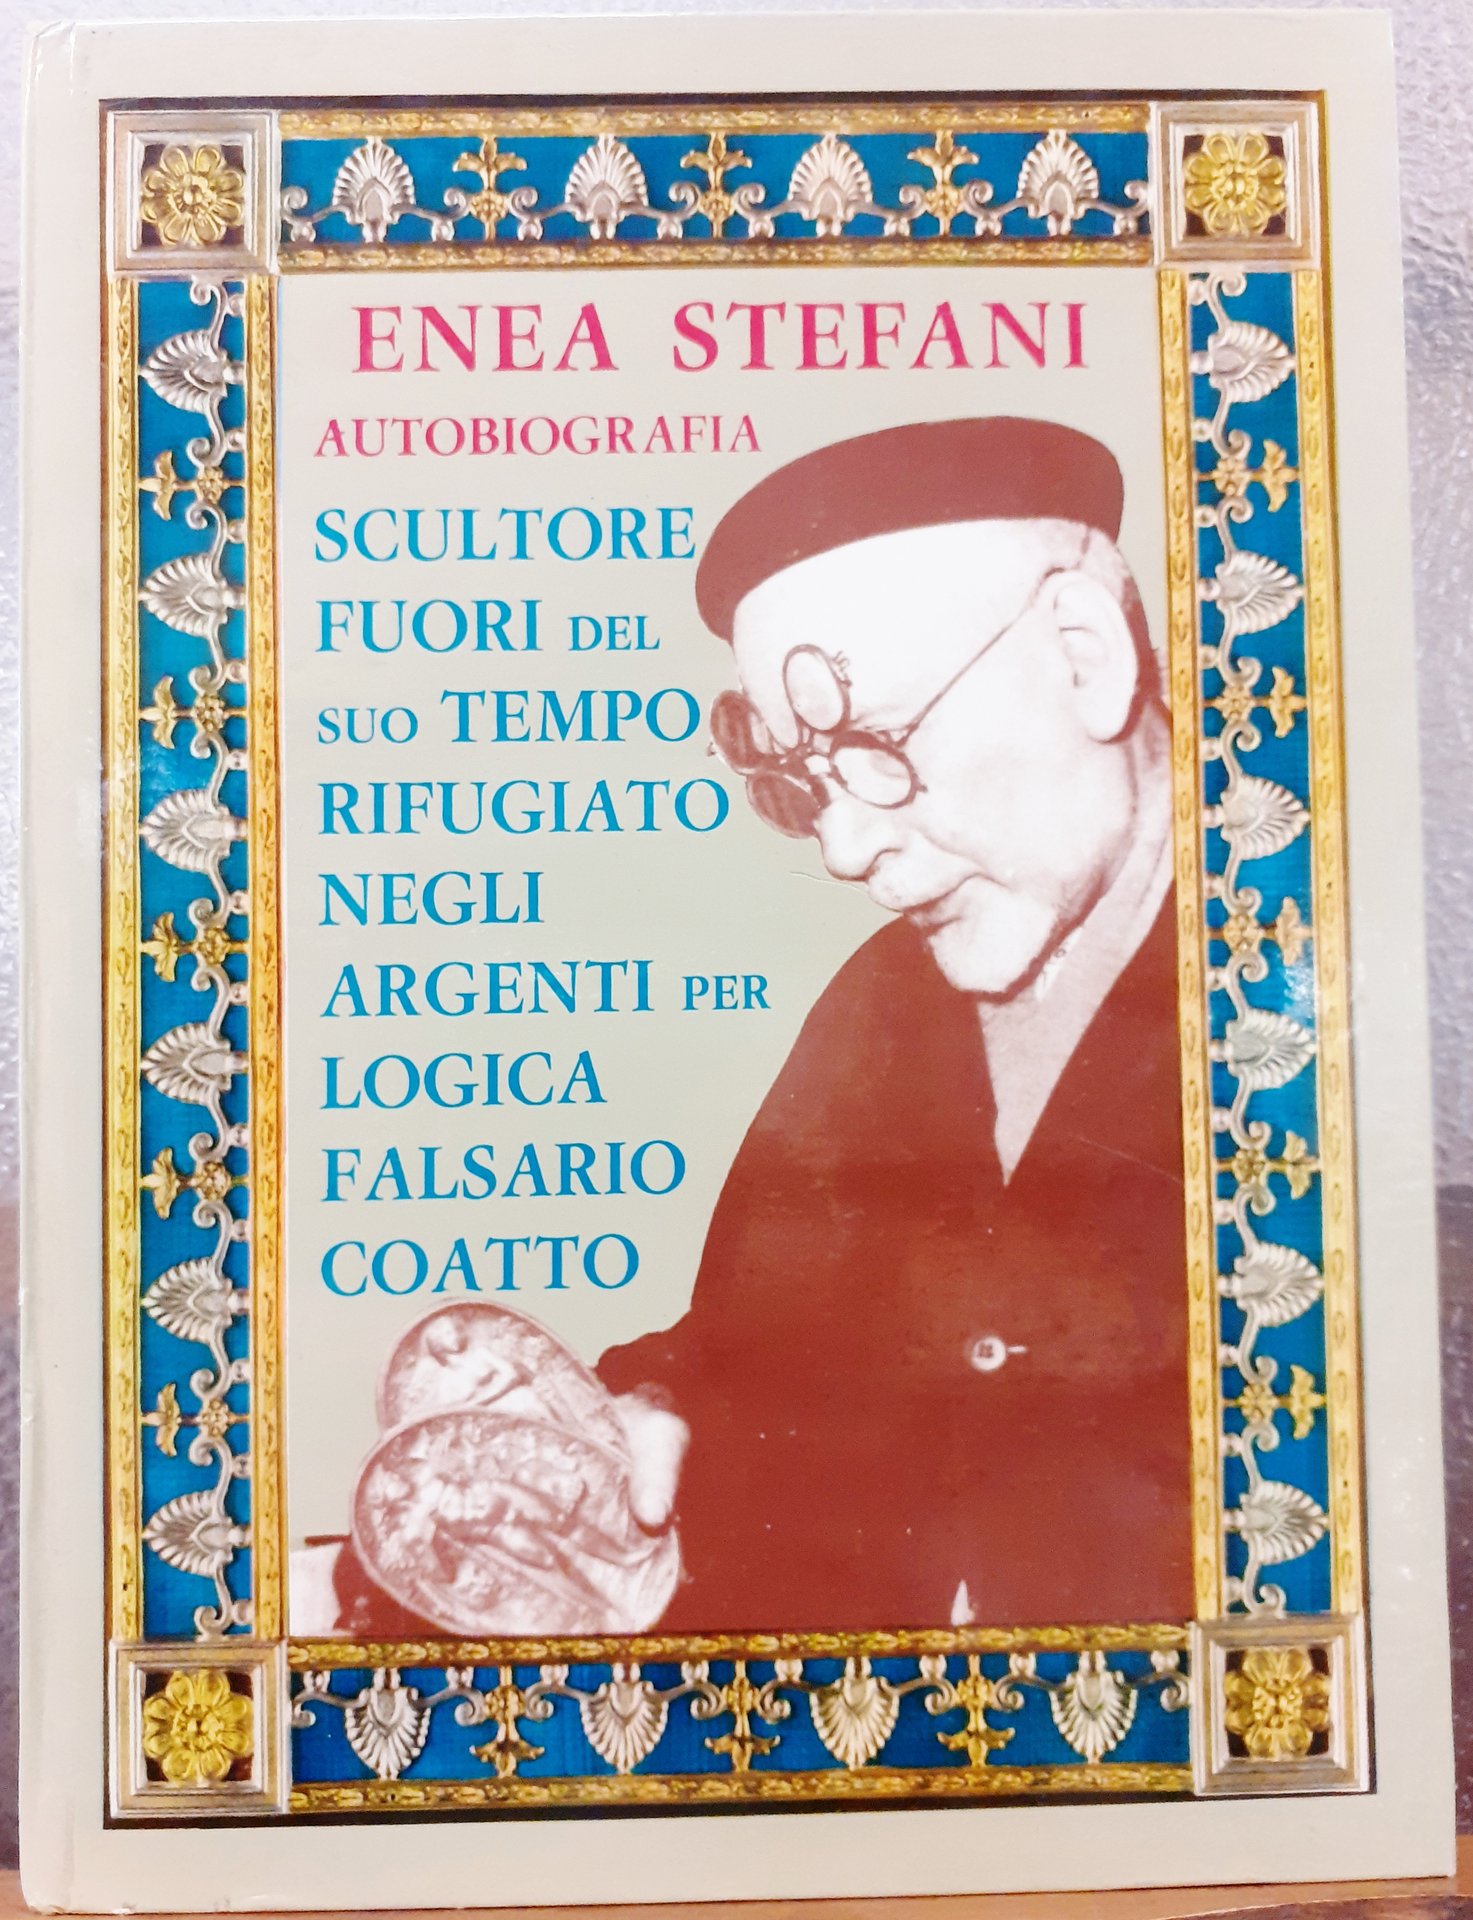 ENEA STEFANI
AUTOBIOGRAFIA
SCULTORE
FUORI DEL
SUO TEMPO
RIFUGIATO
NEGLI
ARGENTI PER
LOGICA
FALSARIO
COATTO